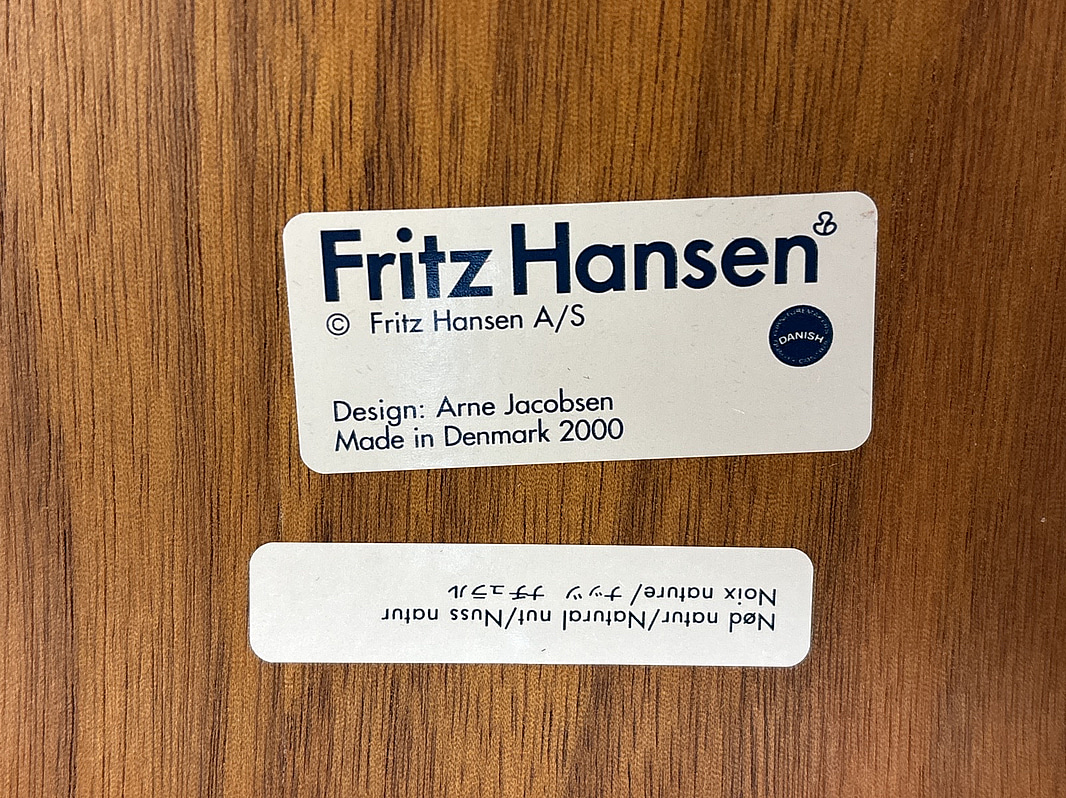 Fritz Hansen
© Fritz Hansen A/S
DANISH
Design: Arne Jacobsen
Made in Denmark 2000
Nød natur/Natural nut/Nuss natur
Noix nature/ナッツ ナチュラル